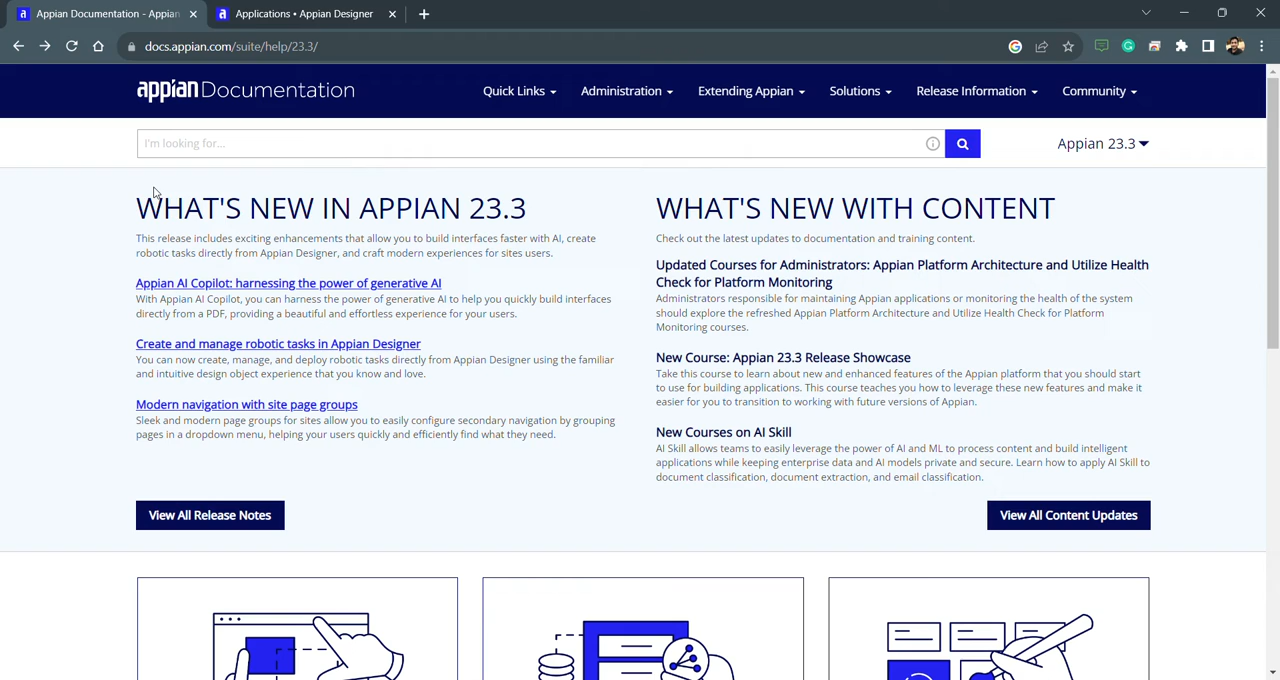 Appian Documentation - Appian
Applications • Appian Designer
docs.appian.com/suite/help/23.3/
appian Documentation
Quick Links
Administration
Extending Appian
Solutions
Release Information
Community
I'm looking for...
Appian 23.3
WHAT'S NEW IN APPIAN 23.3
This release includes exciting enhancements that allow you to build interfaces faster with AI, create
robotic tasks directly from Appian Designer, and craft modern experiences for sites users.
Appian AI Copilot: harnessing the power of generative AI
With Appian AI Copilot, you can harness the power of generative AI to help you quickly build interfaces
directly from a PDF, providing a beautiful and effortless experience for your users.
Create and manage robotic tasks in Appian Designer
You can now create, manage, and deploy robotic tasks directly from Appian Designer using the familiar
and intuitive design object experience that you know and love.
Modern navigation with site page groups
Sleek and modern page groups for sites allow you to easily configure secondary navigation by grouping
pages in a dropdown menu, helping your users quickly and efficiently find what they need.
View All Release Notes
WHAT'S NEW WITH CONTENT
Check out the latest updates to documentation and training content.
Updated Courses for Administrators: Appian Platform Architecture and Utilize Health
Check for Platform Monitoring
Administrators responsible for maintaining Appian applications or monitoring the health of the system
should explore the refreshed Appian Platform Architecture and Utilize Health Check for Platform
Monitoring courses.
New Course: Appian 23.3 Release Showcase
Take this course to learn about new and enhanced features of the Appian platform that you should start
to use for building applications. This course teaches you how to leverage these new features and make it
easier for you to transition to working with future versions of Appian.
New Courses on AI Skill
AI Skill allows teams to easily leverage the power of AI and ML to process content and build intelligent
applications while keeping enterprise data and AI models private and secure. Learn how to apply AI Skill to
document classification, document extraction, and email classification.
View All Content Updates